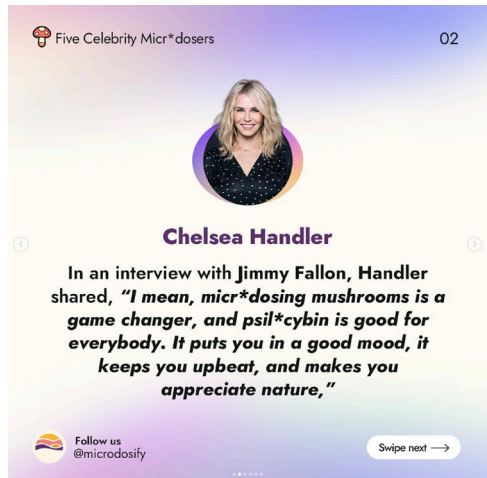 Five Celebrity Micr*dosers
02
Chelsea Handler
In an interview with Jimmy Fallon, Handler
shared, “I mean, micr*dosing mushrooms is a
game changer, and psil*cybin is good for
everybody. It puts you in a good mood, it
keeps you upbeat, and makes you
appreciate nature,”
Follow us
@microdosify
Swipe next